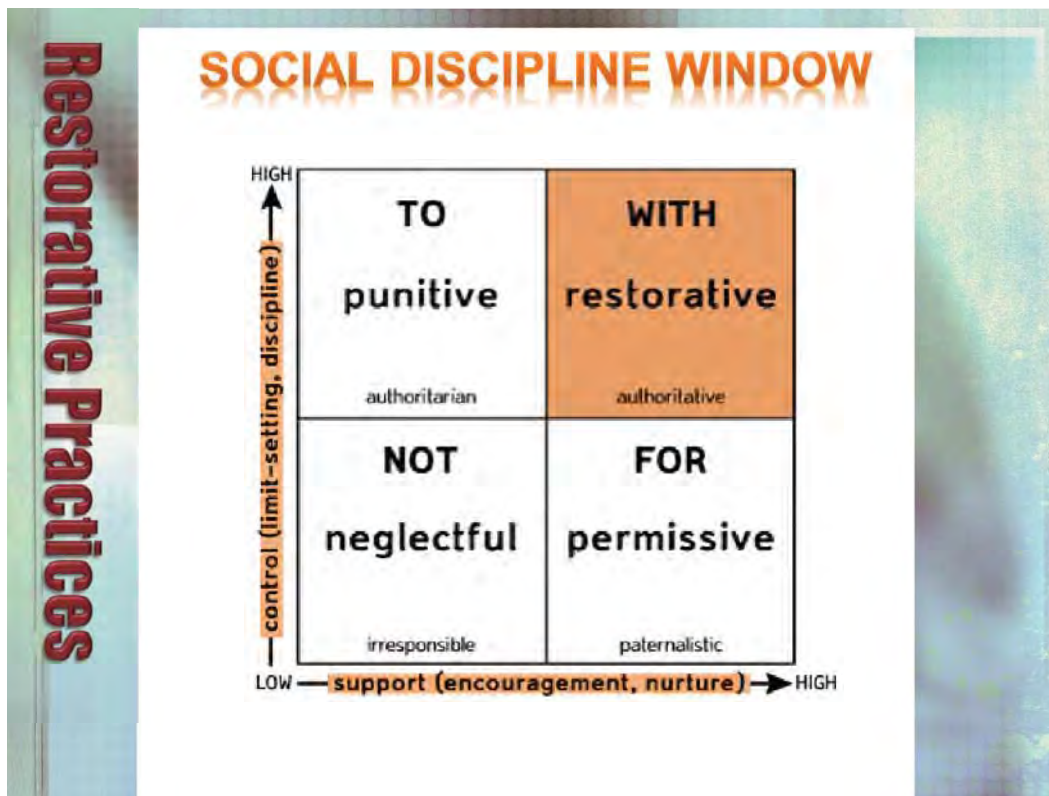 Restorative Practices
SOCIAL DISCIPLINE WINDOW
HIGH
control (limit-setting, discipline)
TO
punitive
authoritarian
WITH
restorative
authoritative
NOT
neglectful
irresponsible
FOR
permissive
paternalistic
LOW
support (encouragement, nurture)
HIGH